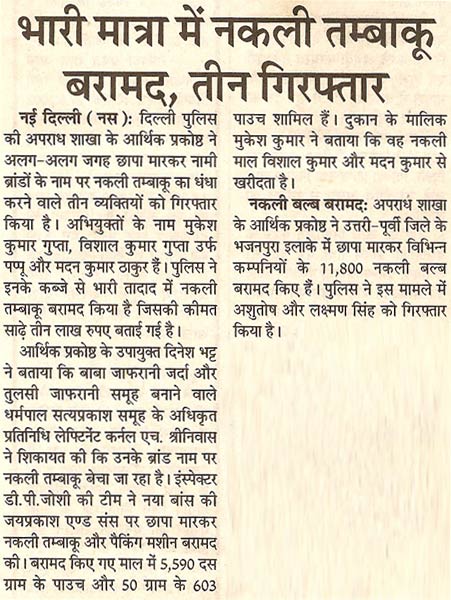 भारी मात्रा में नकली तम्बाकू
बरामद, तीन गिरफ्तार
नई दिल्ली ( नस ): दिल्ली पुलिस
की अपराध शाखा के आर्थिक प्रकोष्ठ ने
अलग-अलग जगह छापा मारकर नामी
ब्रांडों के नाम पर नकली तम्बाकू का धंधा
करने वाले तीन व्यक्तियों को गिरफ्तार
किया है। अभियुक्तों के नाम मुकेश
कुमार गुप्ता, विशाल कुमार गुप्ता उर्फ
पप्पू और मदन कुमार ठाकुर हैं। पुलिस ने
इनके कब्जे से भारी तादाद में नकली
तम्बाकू बरामद किया है जिसकी कीमत
साढ़े तीन लाख रुपए बताई गई है।
आर्थिक प्रकोष्ठ के उपायुक्त दिनेश भट्ट
ने बताया कि बाबा जाफरानी जर्दा और
तुलसी जाफरानी समूह बनाने वाले
धर्मपाल सत्यप्रकाश समूह के अधिकृत
प्रतिनिधि लेफ्टिनेंट कर्नल एच. श्रीनिवास
ने शिकायत की कि उनके ब्रांड नाम पर
नकली तम्बाकू बेचा जा रहा है। इंस्पेक्टर
डी.पी.जोशी की टीम ने नया बांस की
जयप्रकाश एण्ड संस पर छापा मारकर
नकली तम्बाकू और पैकिंग मशीन बरामद
की। बरामद किए गए माल में 5,590 दस
ग्राम के पाउच और 50 ग्राम के 603
पाउच शामिल हैं। दुकान के मालिक
मुकेश कुमार ने बताया कि वह नकली
माल विशाल कुमार और मदन कुमार से
खरीदता है।
नकली बल्ब बरामद: अपराध शाखा
के आर्थिक प्रकोष्ठ ने उत्तरी-पूर्वी जिले के
भजनपुरा इलाके में छापा मारकर विभिन्न
कम्पनियों के 11,800 नकली बल्ब
बरामद किए हैं। पुलिस ने इस मामले में
अशुतोष और लक्ष्मण सिंह को गिरफ्तार
किया है।